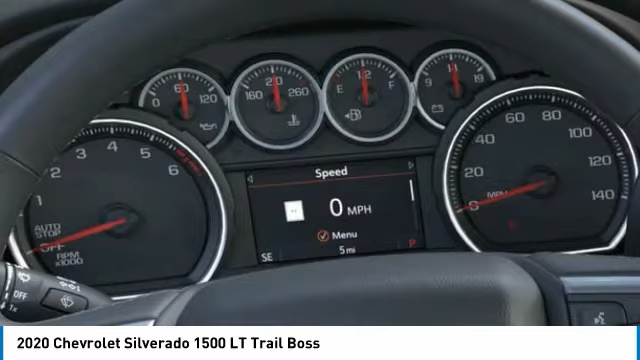 0 60 120
160 210 260
E 1/2 F
9 14 19
1 2 3 4 5 6
AUTO
STOP
OFF
RPM
x1000
Speed
0 MPH
Menu
5 mi
SE P
0 20 40 60 80 100 120 140
MPH
OFF
1x
2020 Chevrolet Silverado 1500 LT Trail Boss